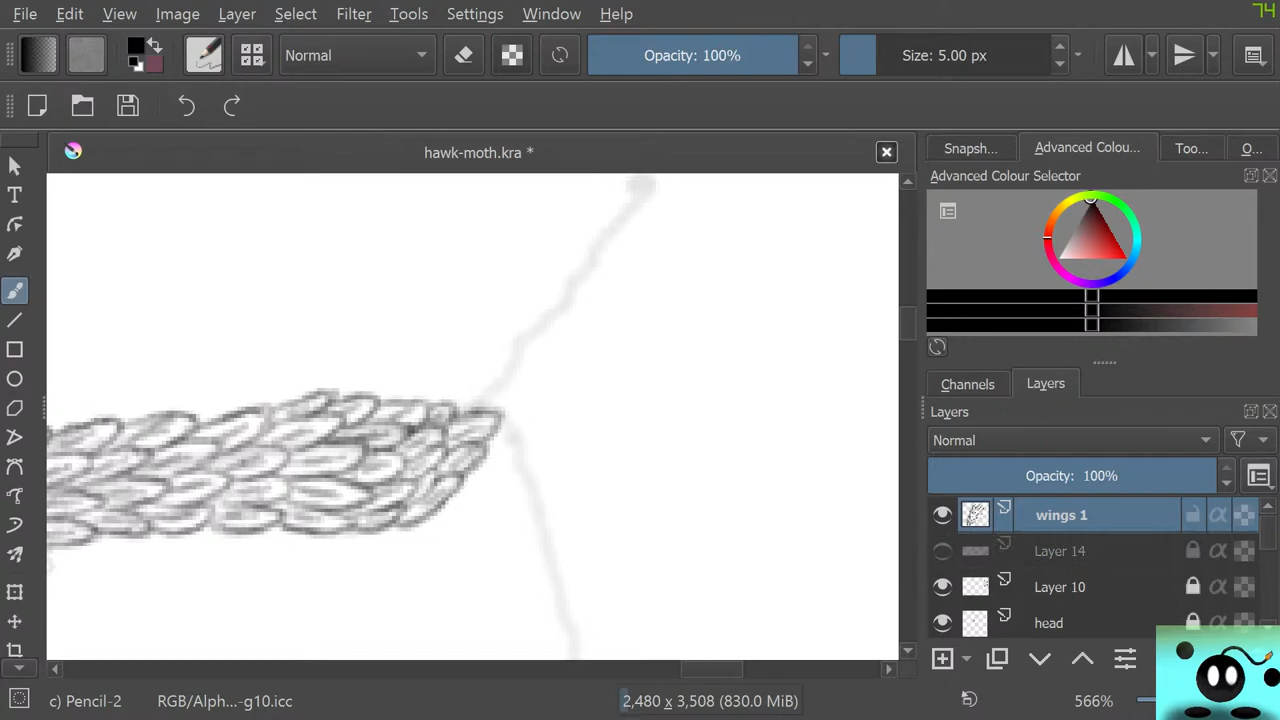 74
File Edit View Image Layer Select Filter Tools Settings Window Help
Normal Opacity: 100% Size: 5.00 px
hawk-moth.kra *
Snapsh... Advanced Colou... Too... O...
Advanced Colour Selector
Channels Layers
Layers
Normal
Opacity: 100%
wings 1
Layer 14
Layer 10
head
c) Pencil-2 RGB/Alph...-g10.icc 2,480 x 3,508 (830.0 MiB) 566%